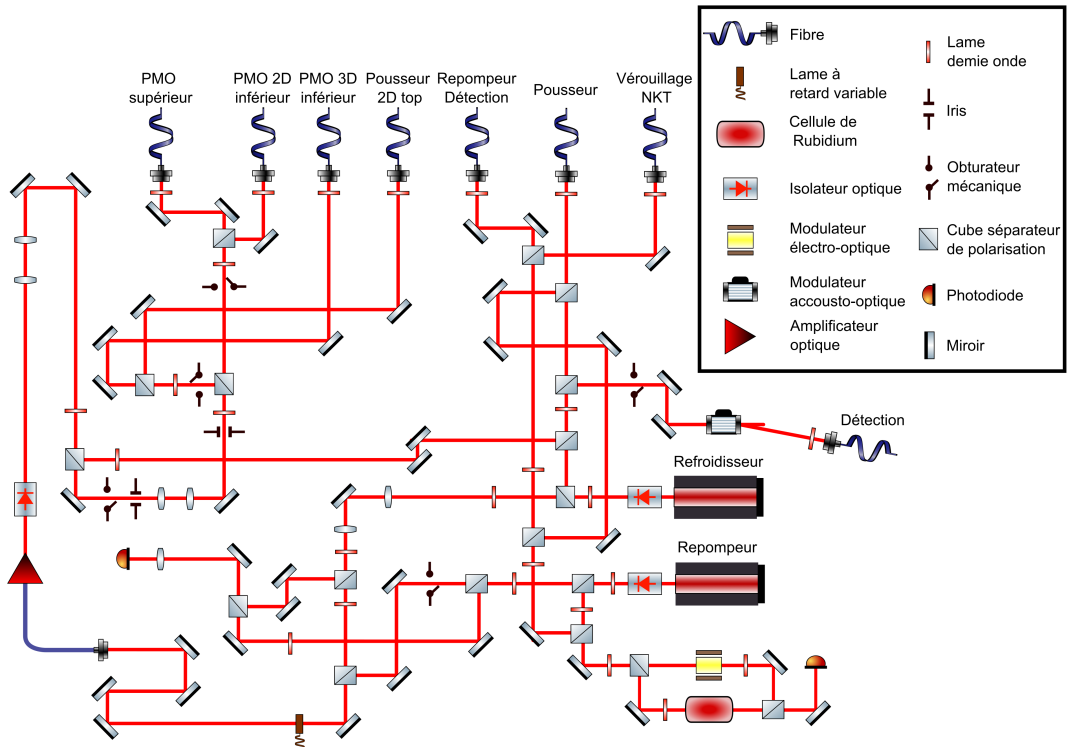 PMO
supérieur
PMO 2D
inférieur
PMO 3D
inférieur
Pousseur
2D top
Repompeur
Détection
Pousseur
Vérouillage
NKT
Fibre
Lame à
retard variable
Cellule de
Rubidium
Isolateur optique
Modulateur
électro-optique
Modulateur
accousto-optique
Amplificateur
optique
Lame
demie onde
Iris
Obturateur
mécanique
Cube séparateur
de polarisation
Photodiode
Miroir
Détection
Refroidisseur
Repompeur